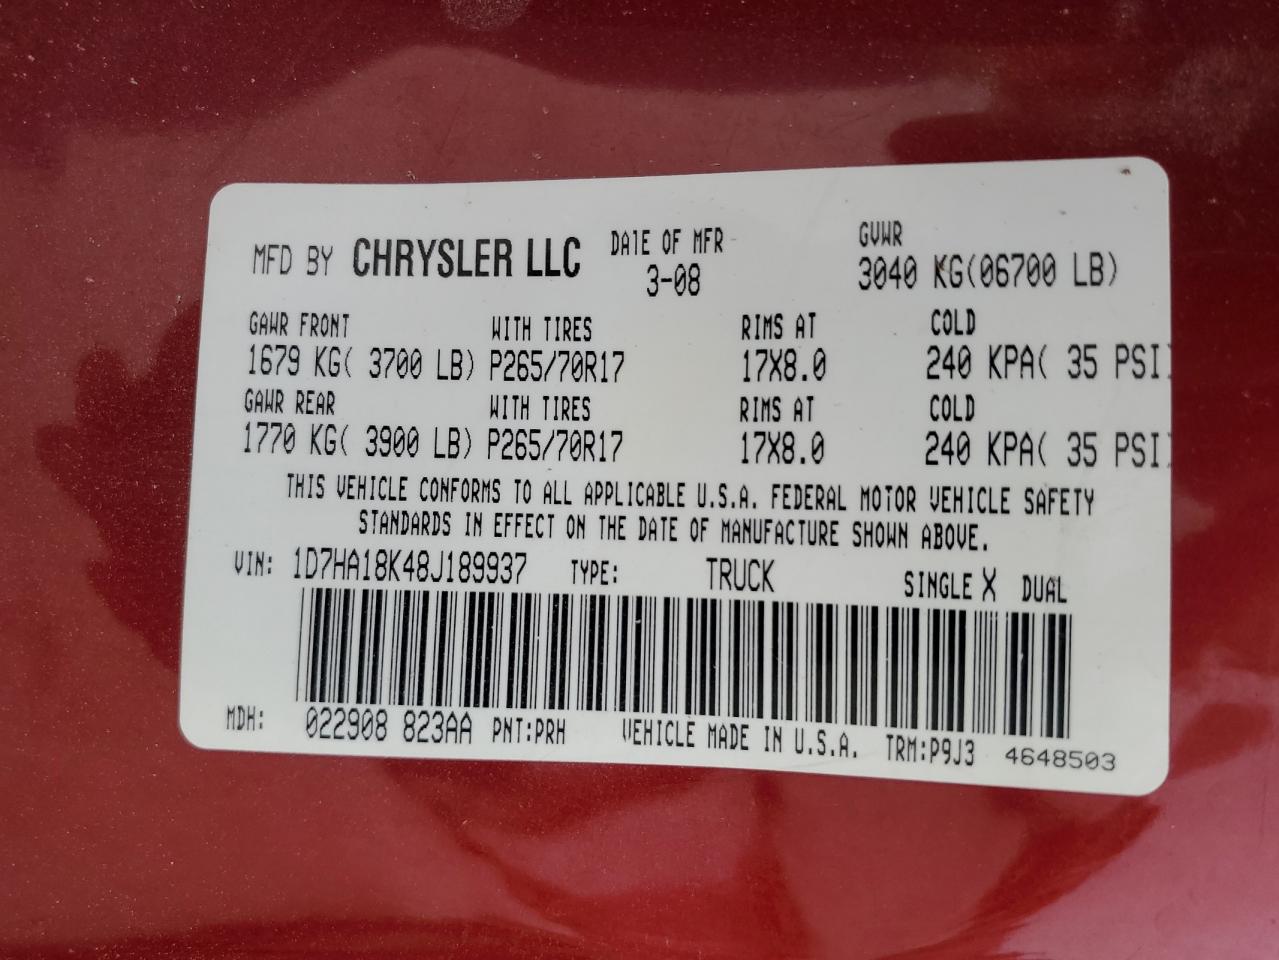 MFD BY CHRYSLER LLC DATE OF MFR GVWR
3-08 3040 KG(06700 LB)
GAWR FRONT WITH TIRES RIMS AT COLD
1679 KG( 3700 LB) P265/70R17 17X8.0 240 KPA( 35 PSI)
GAWR REAR WITH TIRES RIMS AT COLD
1770 KG( 3900 LB) P265/70R17 17X8.0 240 KPA( 35 PSI)
THIS VEHICLE CONFORMS TO ALL APPLICABLE U.S.A. FEDERAL MOTOR VEHICLE SAFETY
STANDARDS IN EFFECT ON THE DATE OF MANUFACTURE SHOWN ABOVE.
VIN: 1D7HA18K48J189937 TYPE: TRUCK SINGLE X DUAL
MDH: 022908 823AA PNT:PRH VEHICLE MADE IN U.S.A. TRM:P9J3 4648503